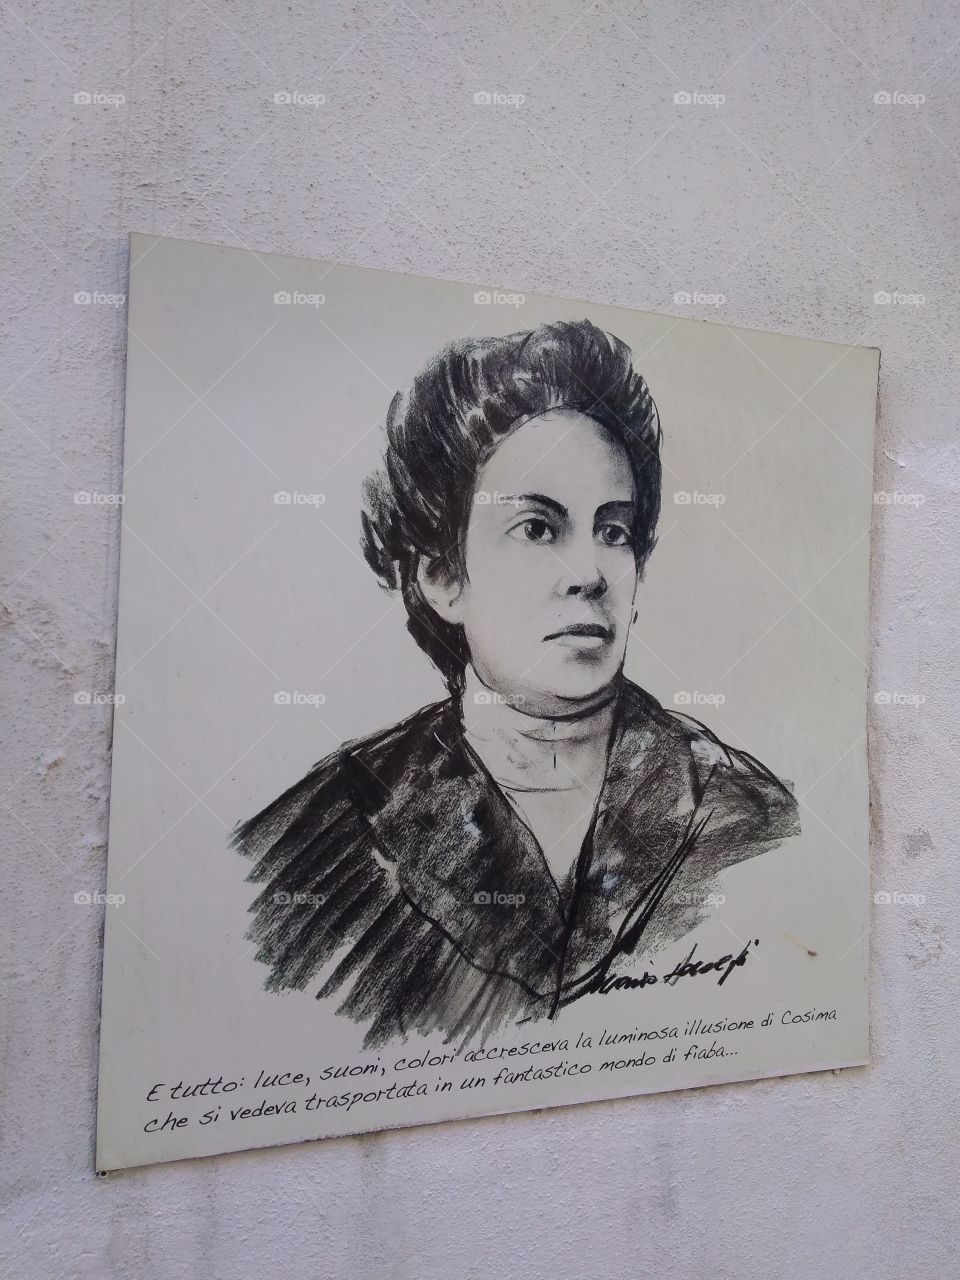 E tutto: luce, suoni, colori accresceva la luminosa illusione di Cosima
che si vedeva trasportata in un fantastico mondo di fiaba...
foap